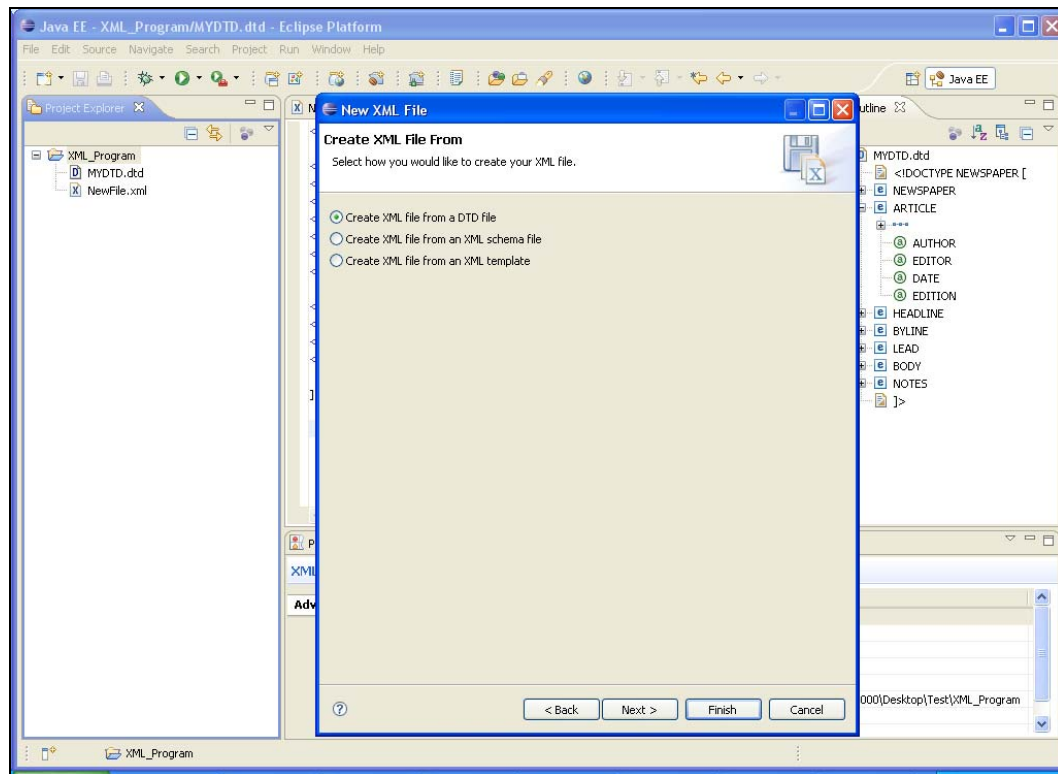 Java EE - XML_Program/MYDTD.dtd - Eclipse Platform
File Edit Source Navigate Search Project Run Window Help
Java EE
Project Explorer
XML_Program
MYDTD.dtd
NewFile.xml
N
New XML File
Create XML File From
Select how you would like to create your XML file.
Create XML file from a DTD file
Create XML file from an XML schema file
Create XML file from an XML template
< Back
Next >
Finish
Cancel
]
utline
MYDTD.dtd
<!DOCTYPE NEWSPAPER [
NEWSPAPER
ARTICLE
AUTHOR
EDITOR
DATE
EDITION
HEADLINE
BYLINE
LEAD
BODY
NOTES
]>
P
XML
Adv
000\Desktop\Test\XML_Program
XML_Program